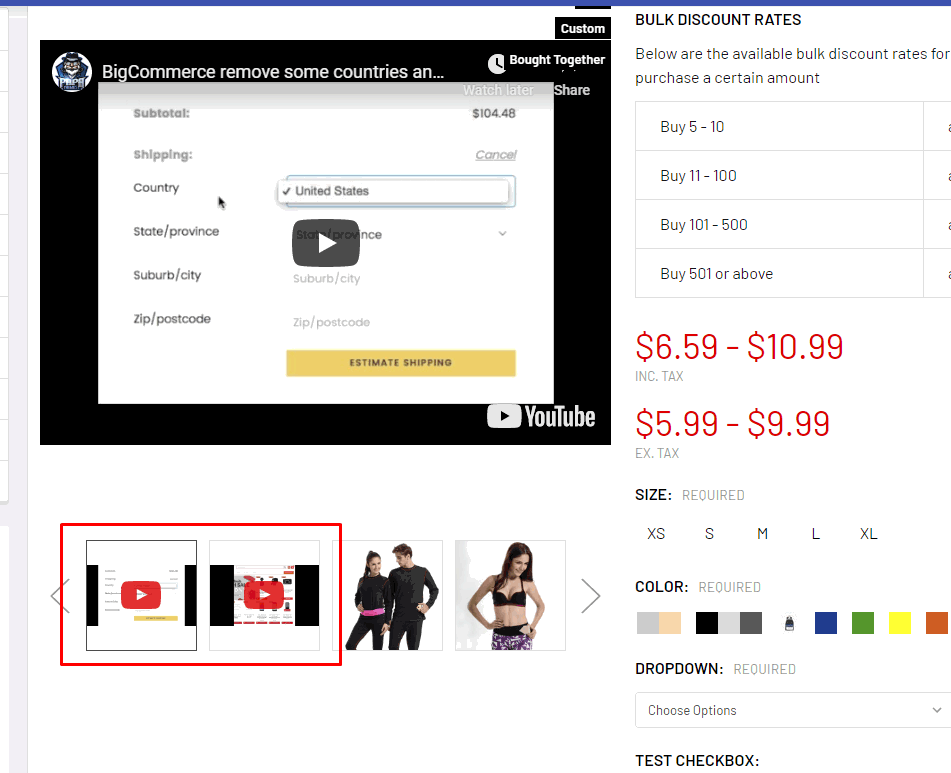 Custom
BigCommerce remove some countries an...
Bought Together
Watch later
Share
Subtotal:
$104.48
Shipping:
Cancel
Country
✓ United States
State/province
State/province
Suburb/city
Suburb/city
Zip/postcode
Zip/postcode
ESTIMATE SHIPPING
YouTube
BULK DISCOUNT RATES
Below are the available bulk discount rates for
purchase a certain amount
Buy 5 - 10
Buy 11 - 100
Buy 101 - 500
Buy 501 or above
$6.59 - $10.99
INC. TAX
$5.99 - $9.99
EX. TAX
SIZE: REQUIRED
XS S M L XL
COLOR: REQUIRED
DROPDOWN: REQUIRED
Choose Options
TEST CHECKBOX: